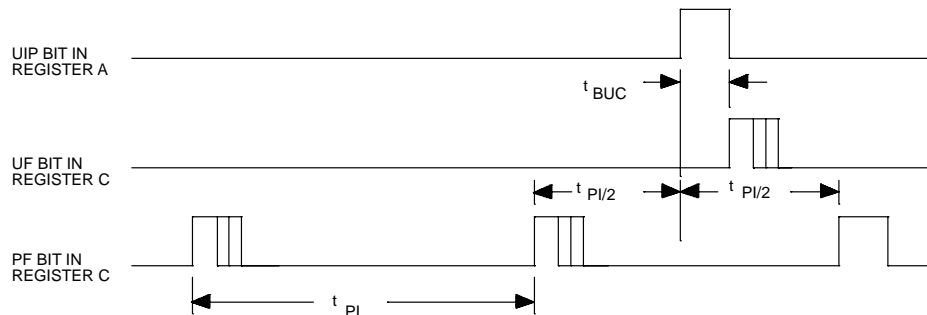 UIP BIT IN
REGISTER A
t BUC
UF BIT IN
REGISTER C
t PI/2
t PI/2
PF BIT IN
REGISTER C
t PI